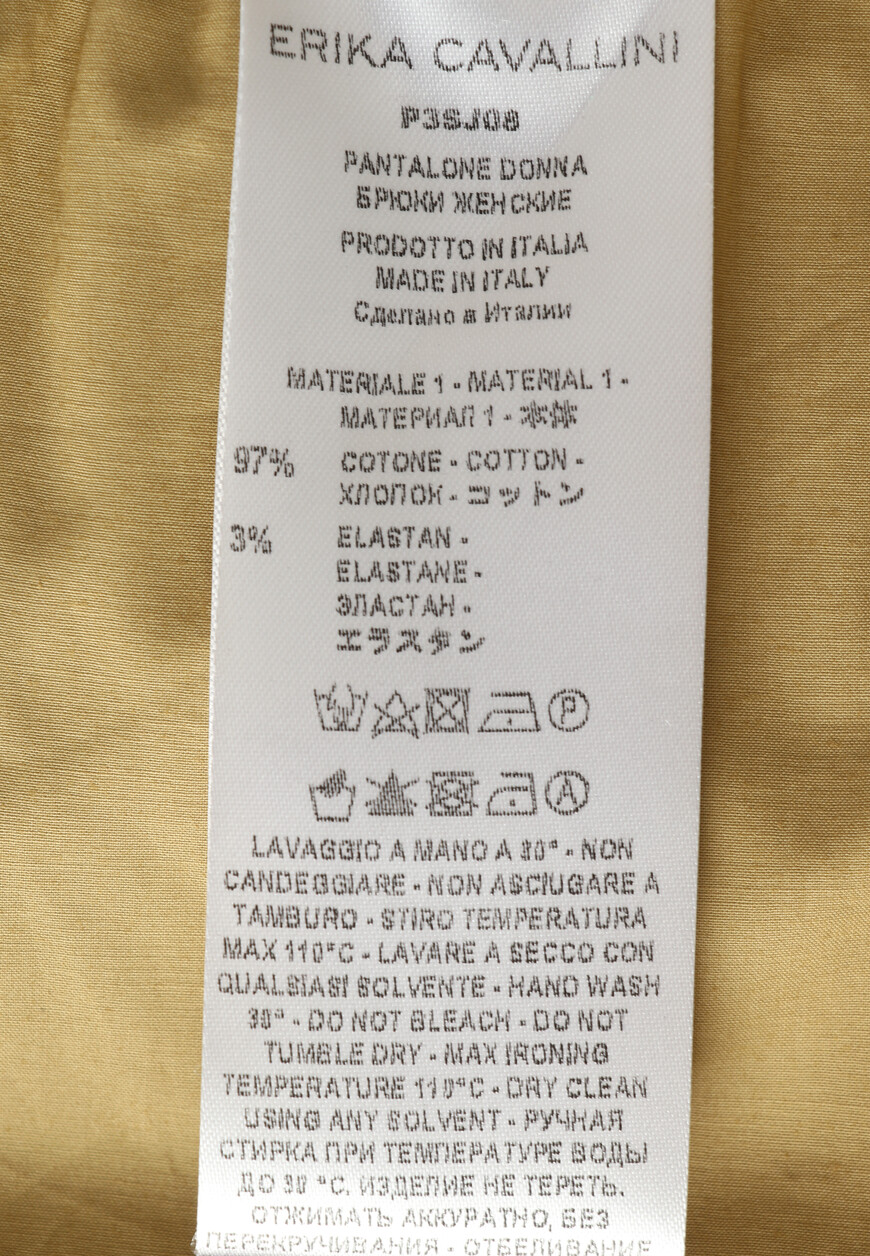 ERIKA CAVALLINI
P3SJ08
PANTALONE DONNA
БРЮКИ ЖЕНСКИЕ
PRODOTTO IN ITALIA
MADE IN ITALY
Сделано в Италии
MATERIALE 1 - MATERIAL 1 -
МАТЕРИАЛ 1 - 本体
97% COTONE - COTTON -
ХЛОПОК - コットン
3% ELASTAN -
ELASTANE -
ЭЛАСТАН -
エラスタン
P
A
LAVAGGIO A MANO A 30° - NON
CANDEGGIARE - NON ASCIUGARE A
TAMBURO - STIRO TEMPERATURA
MAX 110°C - LAVARE A SECCO CON
QUALSIASI SOLVENTE - HAND WASH
30° - DO NOT BLEACH - DO NOT
TUMBLE DRY - MAX IRONING
TEMPERATURE 110°C - DRY CLEAN
USING ANY SOLVENT - РУЧНАЯ
СТИРКА ПРИ ТЕМПЕРАТУРЕ ВОДЫ
ДО 30 °C. ИЗДЕЛИЕ НЕ ТЕРЕТЬ.
ОТЖИМАТЬ АККУРАТНО, БЕЗ
ПЕРЕКРУЧИВАНИЯ - ОТБЕЛИВАНИЕ